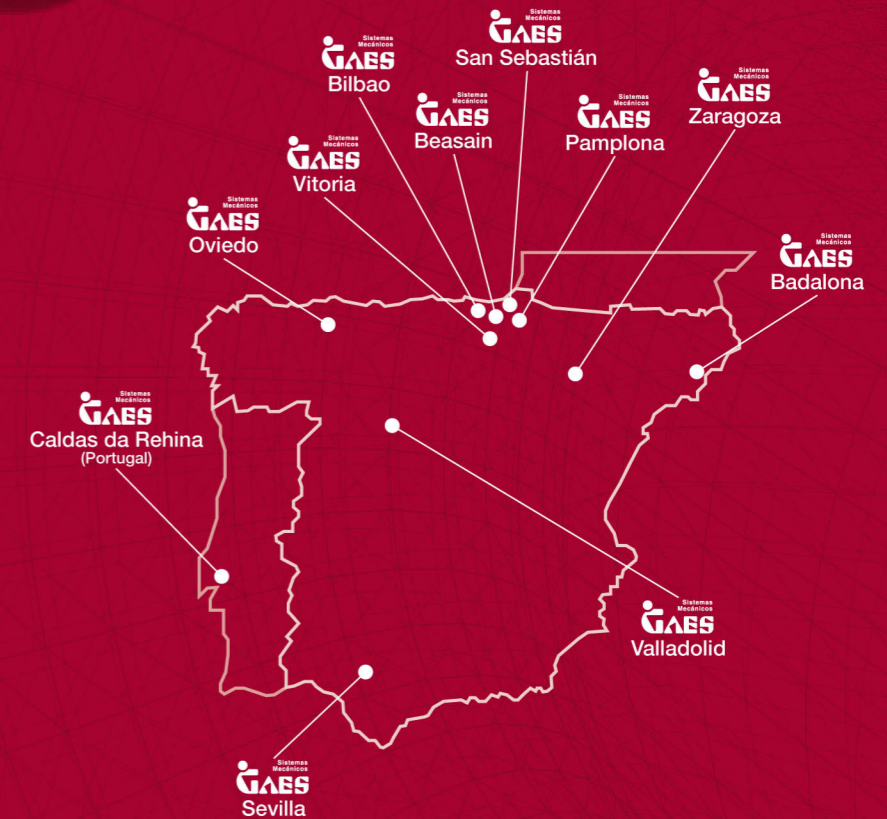 Sistemas
Mecánicos
GAES
San Sebastián
Sistemas
Mecánicos
GAES
Bilbao
Sistemas
Mecánicos
GAES
Zaragoza
Sistemas
Mecánicos
GAES
Beasain
Sistemas
Mecánicos
GAES
Pamplona
Sistemas
Mecánicos
GAES
Vitoria
Sistemas
Mecánicos
GAES
Oviedo
Sistemas
Mecánicos
GAES
Badalona
Sistemas
Mecánicos
GAES
Caldas da Rehina
(Portugal)
Sistemas
Mecánicos
GAES
Valladolid
Sistemas
Mecánicos
GAES
Sevilla